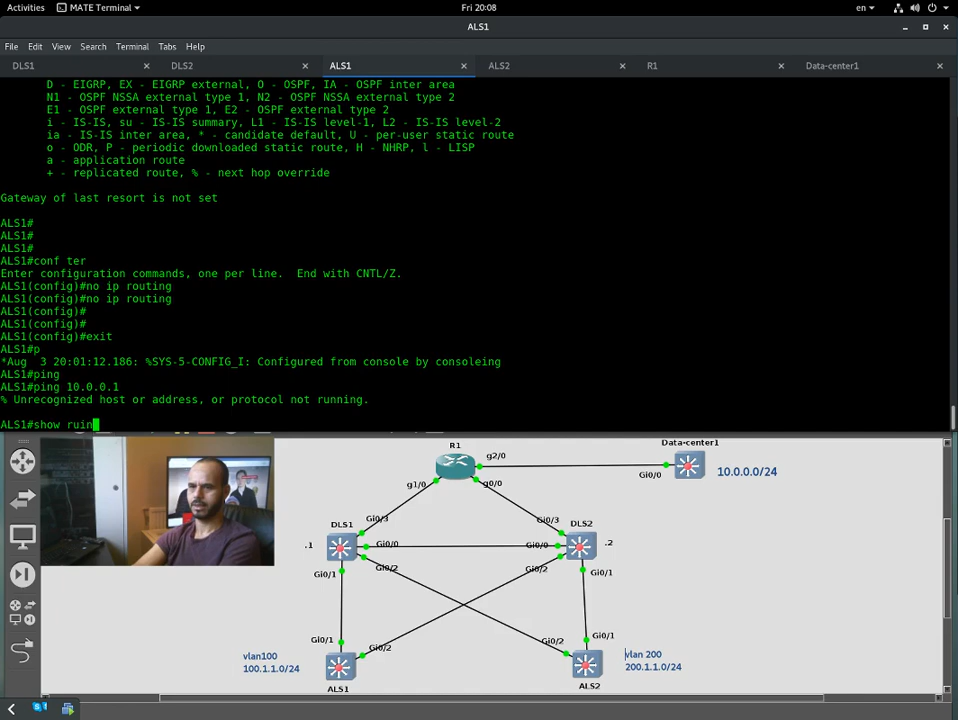 Activities MATE Terminal Fri 20:08 en
ALS1
File Edit View Search Terminal Tabs Help
DLS1 × DLS2 × ALS1 × ALS2 × R1 × Data-center1 ×
D - EIGRP, EX - EIGRP external, O - OSPF, IA - OSPF inter area
N1 - OSPF NSSA external type 1, N2 - OSPF NSSA external type 2
E1 - OSPF external type 1, E2 - OSPF external type 2
i - IS-IS, su - IS-IS summary, L1 - IS-IS level-1, L2 - IS-IS level-2
ia - IS-IS inter area, * - candidate default, U - per-user static route
o - ODR, P - periodic downloaded static route, H - NHRP, l - LISP
a - application route
+ - replicated route, % - next hop override
Gateway of last resort is not set
ALS1#
ALS1#
ALS1#
ALS1#conf ter
Enter configuration commands, one per line.  End with CNTL/Z.
ALS1(config)#no ip routing
ALS1(config)#no ip routing
ALS1(config)#
ALS1(config)#
ALS1(config)#exit
ALS1#p
*Aug  3 20:01:12.186: %SYS-5-CONFIG_I: Configured from console by consoleing
ALS1#ping
ALS1#ping 10.0.0.1
% Unrecognized host or address, or protocol not running.
ALS1#show ruin
R1
g2/0
Data-center1
Gi0/0
10.0.0.0/24
g1/0
g0/0
Gi0/3
Gi0/3
DLS1
DLS2
.1
Gi0/0
Gi0/0
.2
Gi0/2
Gi0/2
Gi0/1
Gi0/1
Gi0/1
Gi0/2
Gi0/2
Gi0/1
vlan100
100.1.1.0/24
vlan 200
200.1.1.0/24
ALS1
ALS2